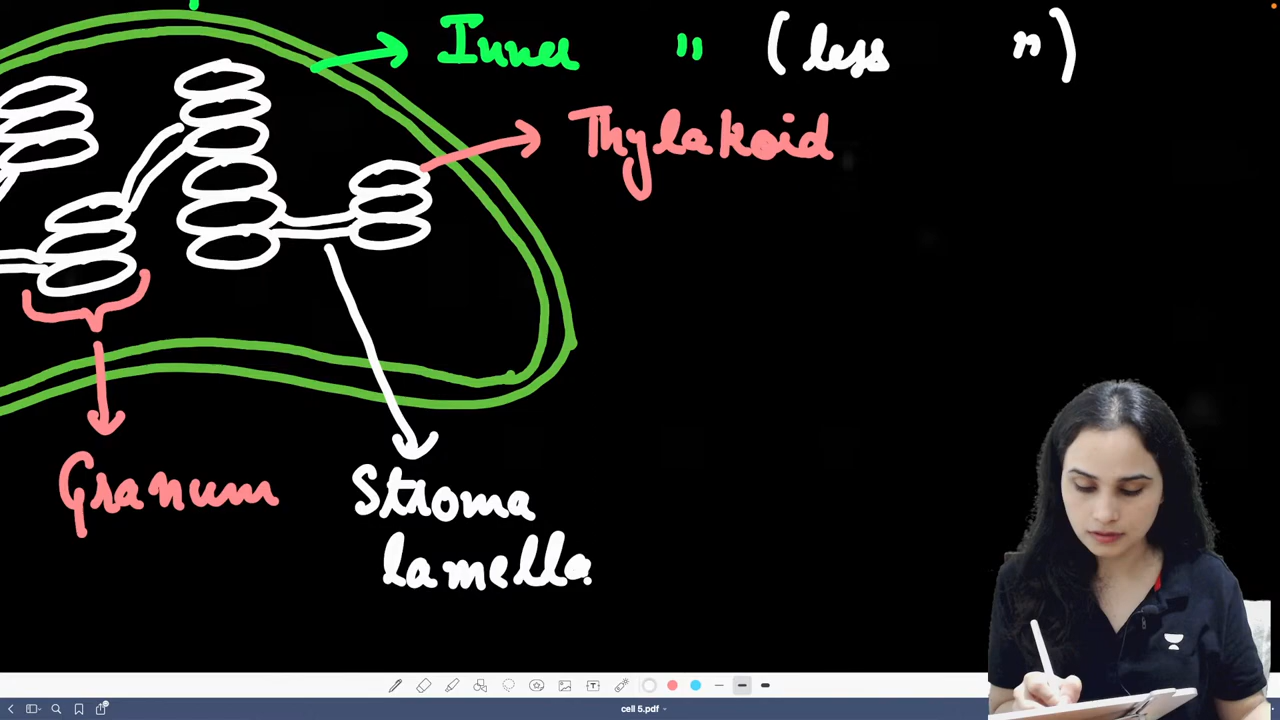 Inner " (less ")
Thylakoid
Granum
Stroma
lamella
cell 5.pdf